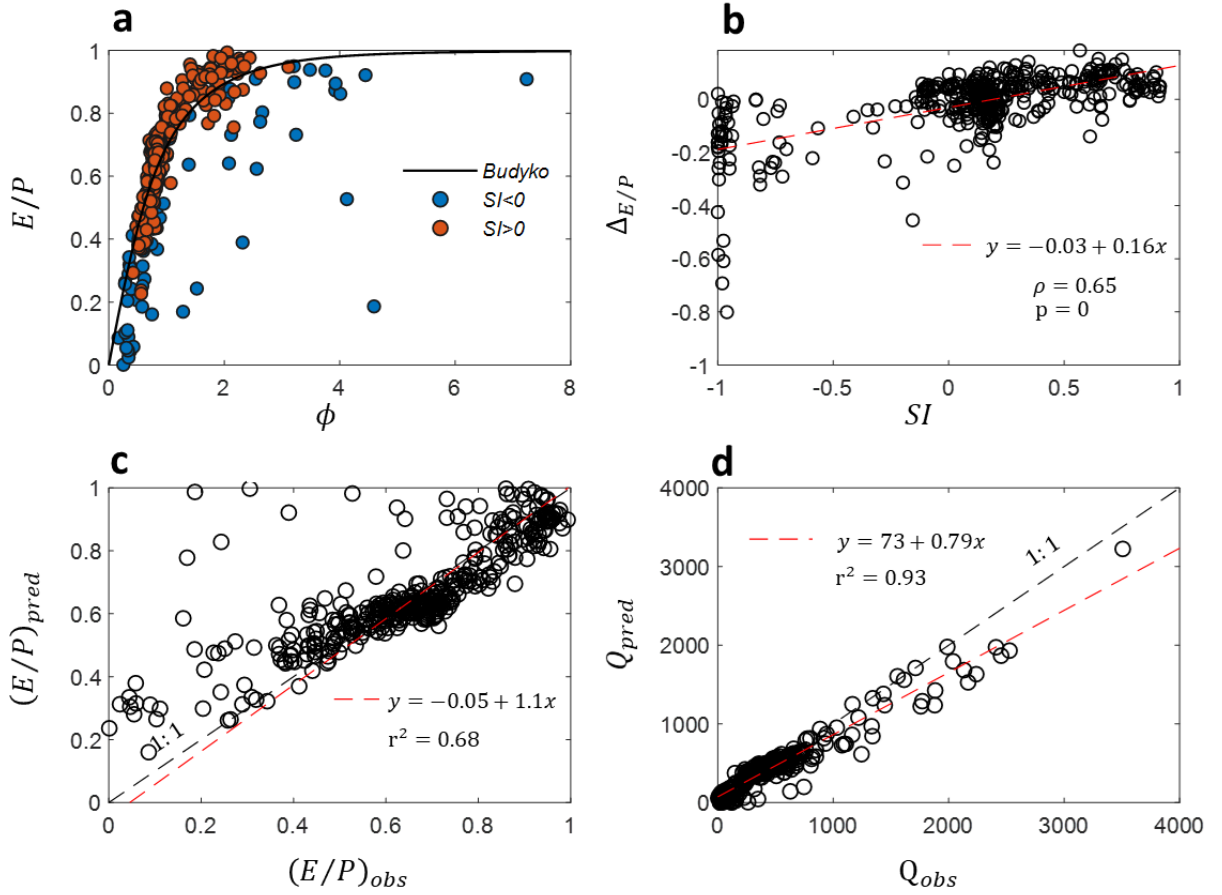 a
E/P
1
0.8
0.6
0.4
0.2
0
0 2 4 6 8
ϕ
Budyko
SI<0
SI>0
b
Δ_{E/P}
0
-0.2
-0.4
-0.6
-0.8
-1
-1 -0.5 0 0.5 1
SI
y = −0.03 + 0.16x
ρ = 0.65
p = 0
c
(E/P)_{pred}
1
0.8
0.6
0.4
0.2
0
0 0.2 0.4 0.6 0.8 1
(E/P)_{obs}
1:1
y = −0.05 + 1.1x
r² = 0.68
d
Q_{pred}
4000
3000
2000
1000
0
0 1000 2000 3000 4000
Q_{obs}
y = 73 + 0.79x
r² = 0.93
1:1